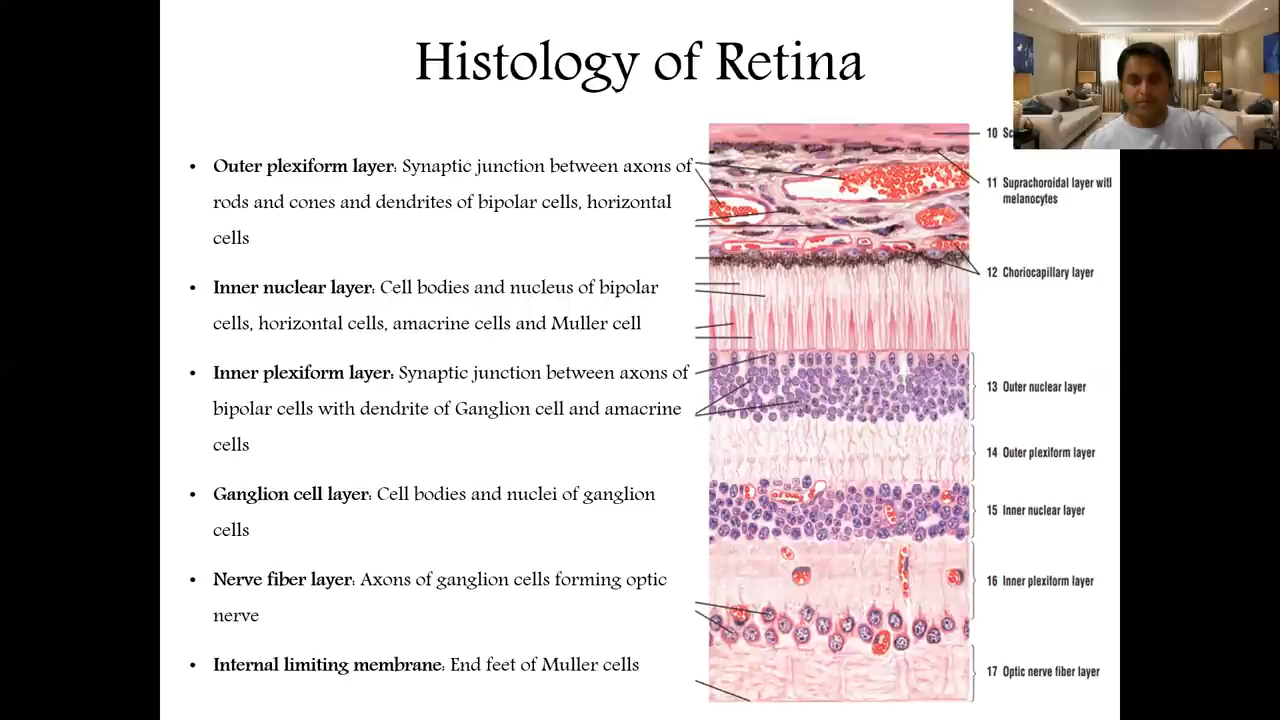 Histology of Retina
• Outer plexiform layer: Synaptic junction between axons of
rods and cones and dendrites of bipolar cells, horizontal
cells
• Inner nuclear layer: Cell bodies and nucleus of bipolar
cells, horizontal cells, amacrine cells and Muller cell
• Inner plexiform layer: Synaptic junction between axons of
bipolar cells with dendrite of Ganglion cell and amacrine
cells
• Ganglion cell layer: Cell bodies and nuclei of ganglion
cells
• Nerve fiber layer: Axons of ganglion cells forming optic
nerve
• Internal limiting membrane: End feet of Muller cells
10
11 Suprachoroidal layer with
melanocytes
12 Choriocapillary layer
13 Outer nuclear layer
14 Outer plexiform layer
15 Inner nuclear layer
16 Inner plexiform layer
17 Optic nerve fiber layer